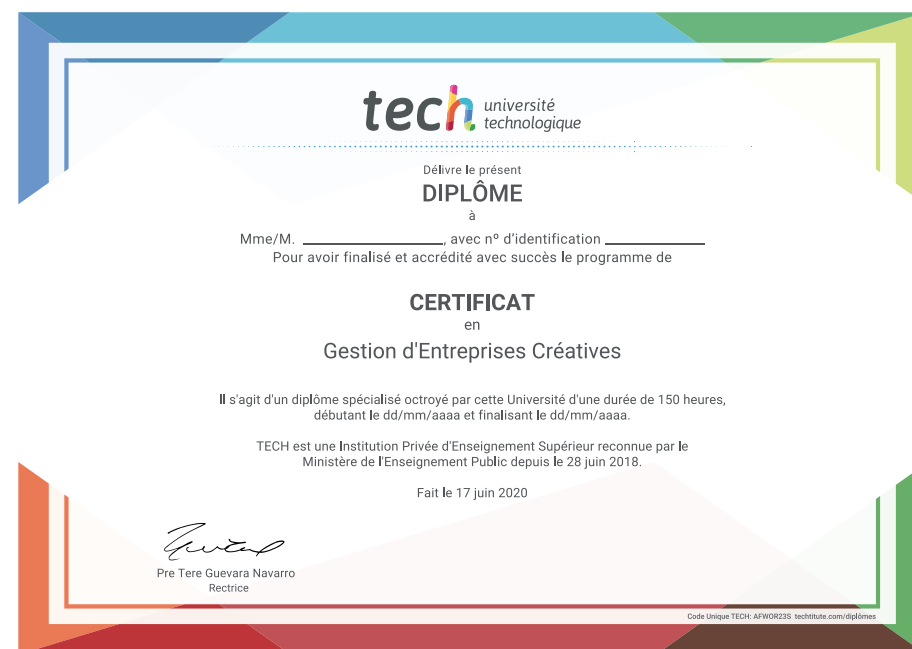 tech université
technologique
Délivre le présent
DIPLÔME
à
Mme/M. ____________________, avec nº d'identification ______________
Pour avoir finalisé et accrédité avec succès le programme de
CERTIFICAT
en
Gestion d'Entreprises Créatives
Il s'agit d'un diplôme spécialisé octroyé par cette Université d'une durée de 150 heures,
débutant le dd/mm/aaaa et finalisant le dd/mm/aaaa.
TECH est une Institution Privée d'Enseignement Supérieur reconnue par le
Ministère de l'Enseignement Public depuis le 28 juin 2018.
Fait le 17 juin 2020
Pre Tere Guevara Navarro
Rectrice
Code Unique TECH: AFWOR23S techtitute.com/diplômes